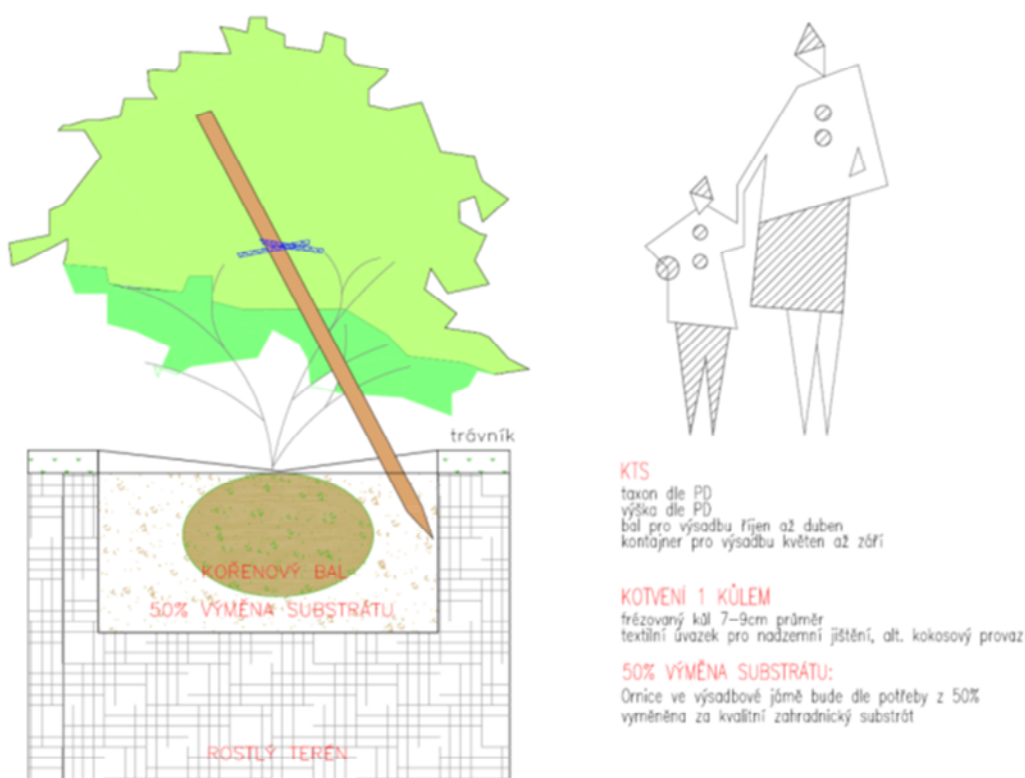 trávník
KOŘENOVÝ BAL
50% VÝMĚNA SUBSTRÁTU
ROSTLÝ TERÉN
KTS
taxon dle PD
výška dle PD
bal pro výsadbu říjen až duben
kontajner pro výsadbu květen až září
KOTVENÍ 1 KŮLEM
frézovaný kůl 7-9cm průměr
textilní úvazek pro nadzemní jištění, alt. kokosový provaz
50% VÝMĚNA SUBSTRÁTU:
Ornice ve výsadbové jámě bude dle potřeby z 50%
vyměněna za kvalitní zahradnický substrát